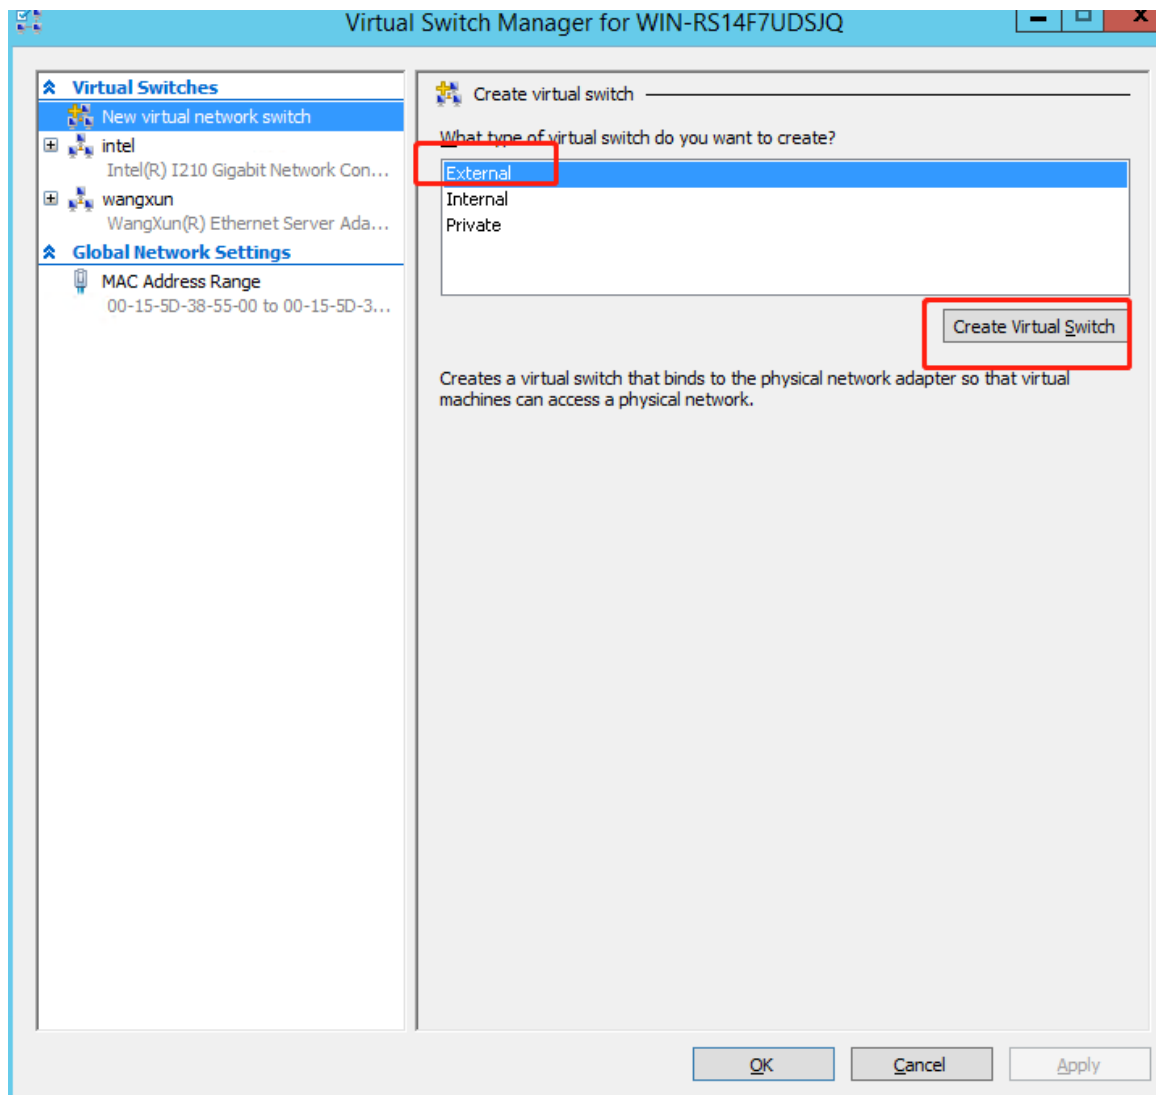 Virtual Switch Manager for WIN-RS14F7UDSJQ
Virtual Switches
New virtual network switch
intel
Intel(R) I210 Gigabit Network Con...
wangxun
WangXun(R) Ethernet Server Ada...
Global Network Settings
MAC Address Range
00-15-5D-38-55-00 to 00-15-5D-3...
Create virtual switch
What type of virtual switch do you want to create?
External
Internal
Private
Create Virtual Switch
Creates a virtual switch that binds to the physical network adapter so that virtual
machines can access a physical network.
OK
Cancel
Apply